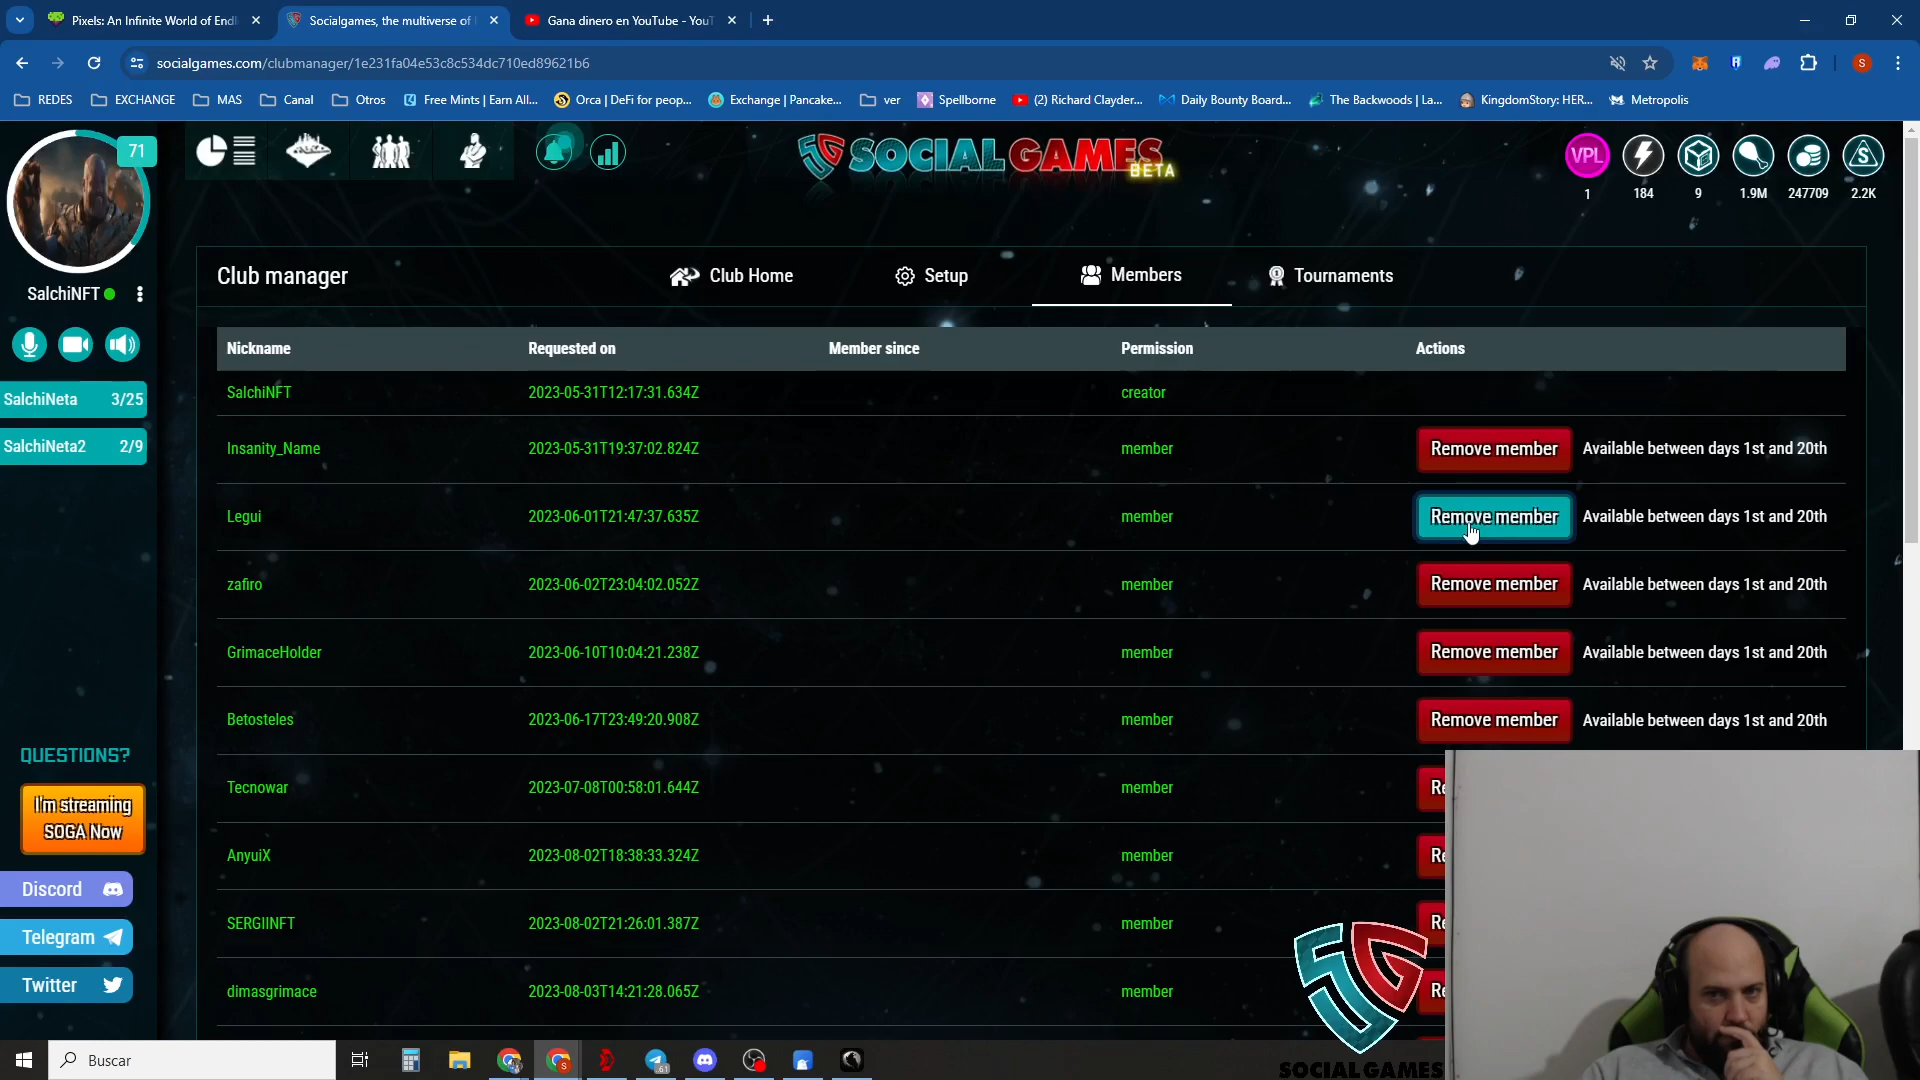 Pixels: An Infinite World of Endl
Socialgames, the multiverse of
Gana dinero en YouTube - YouT
socialgames.com/clubmanager/1e231fa04e53c8c534dc710ed89621b6
S
REDES
EXCHANGE
MAS
Canal
Otros
Free Mints | Earn All...
Orca | DeFi for peop...
Exchange | Pancake...
ver
Spellborne
(2) Richard Clayder...
Daily Bounty Board...
The Backwoods | La...
KingdomStory: HER...
Metropolis
71
SOCIALGAMES
BETA
VPL
1
184
9
1.9M
247709
2.2K
SalchiNFT
SalchiNeta 3/25
SalchiNeta2 2/9
Club manager
Club Home
Setup
Members
Tournaments
Nickname Requested on Member since Permission Actions
SalchiNFT 2023-05-31T12:17:31.634Z creator
Insanity_Name 2023-05-31T19:37:02.824Z member Remove member Available between days 1st and 20th
Legui 2023-06-01T21:47:37.635Z member Remove member Available between days 1st and 20th
zafiro 2023-06-02T23:04:02.052Z member Remove member Available between days 1st and 20th
GrimaceHolder 2023-06-10T10:04:21.238Z member Remove member Available between days 1st and 20th
Betosteles 2023-06-17T23:49:20.908Z member Remove member Available between days 1st and 20th
Tecnowar 2023-07-08T00:58:01.644Z member Re
AnyuiX 2023-08-02T18:38:33.324Z member Re
SERGIINFT 2023-08-02T21:26:01.387Z member Re
dimasgrimace 2023-08-03T14:21:28.065Z member Re
QUESTIONS?
I'm streaming
SOGA Now
Discord
Telegram
Twitter
SOCIALGAMES
Buscar
61